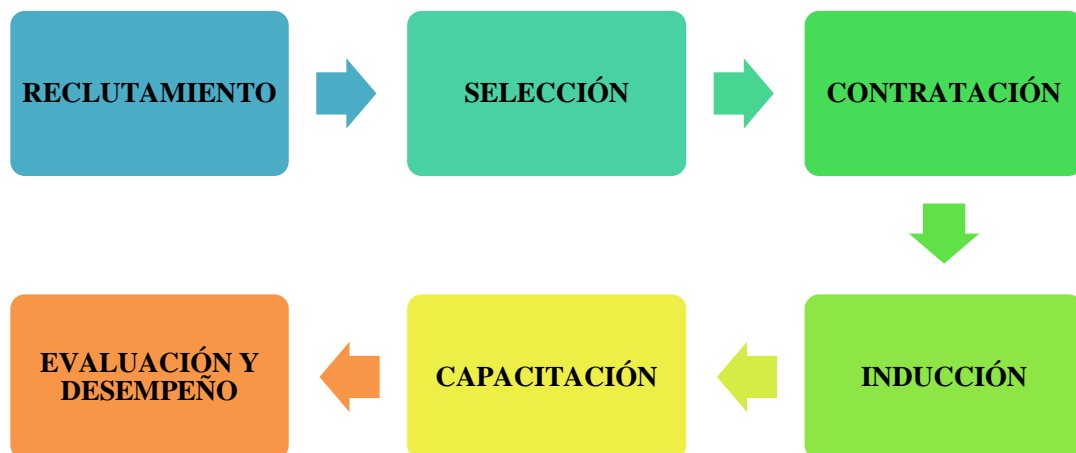 RECLUTAMIENTO
SELECCIÓN
CONTRATACIÓN
INDUCCIÓN
CAPACITACIÓN
EVALUACIÓN Y
DESEMPEÑO